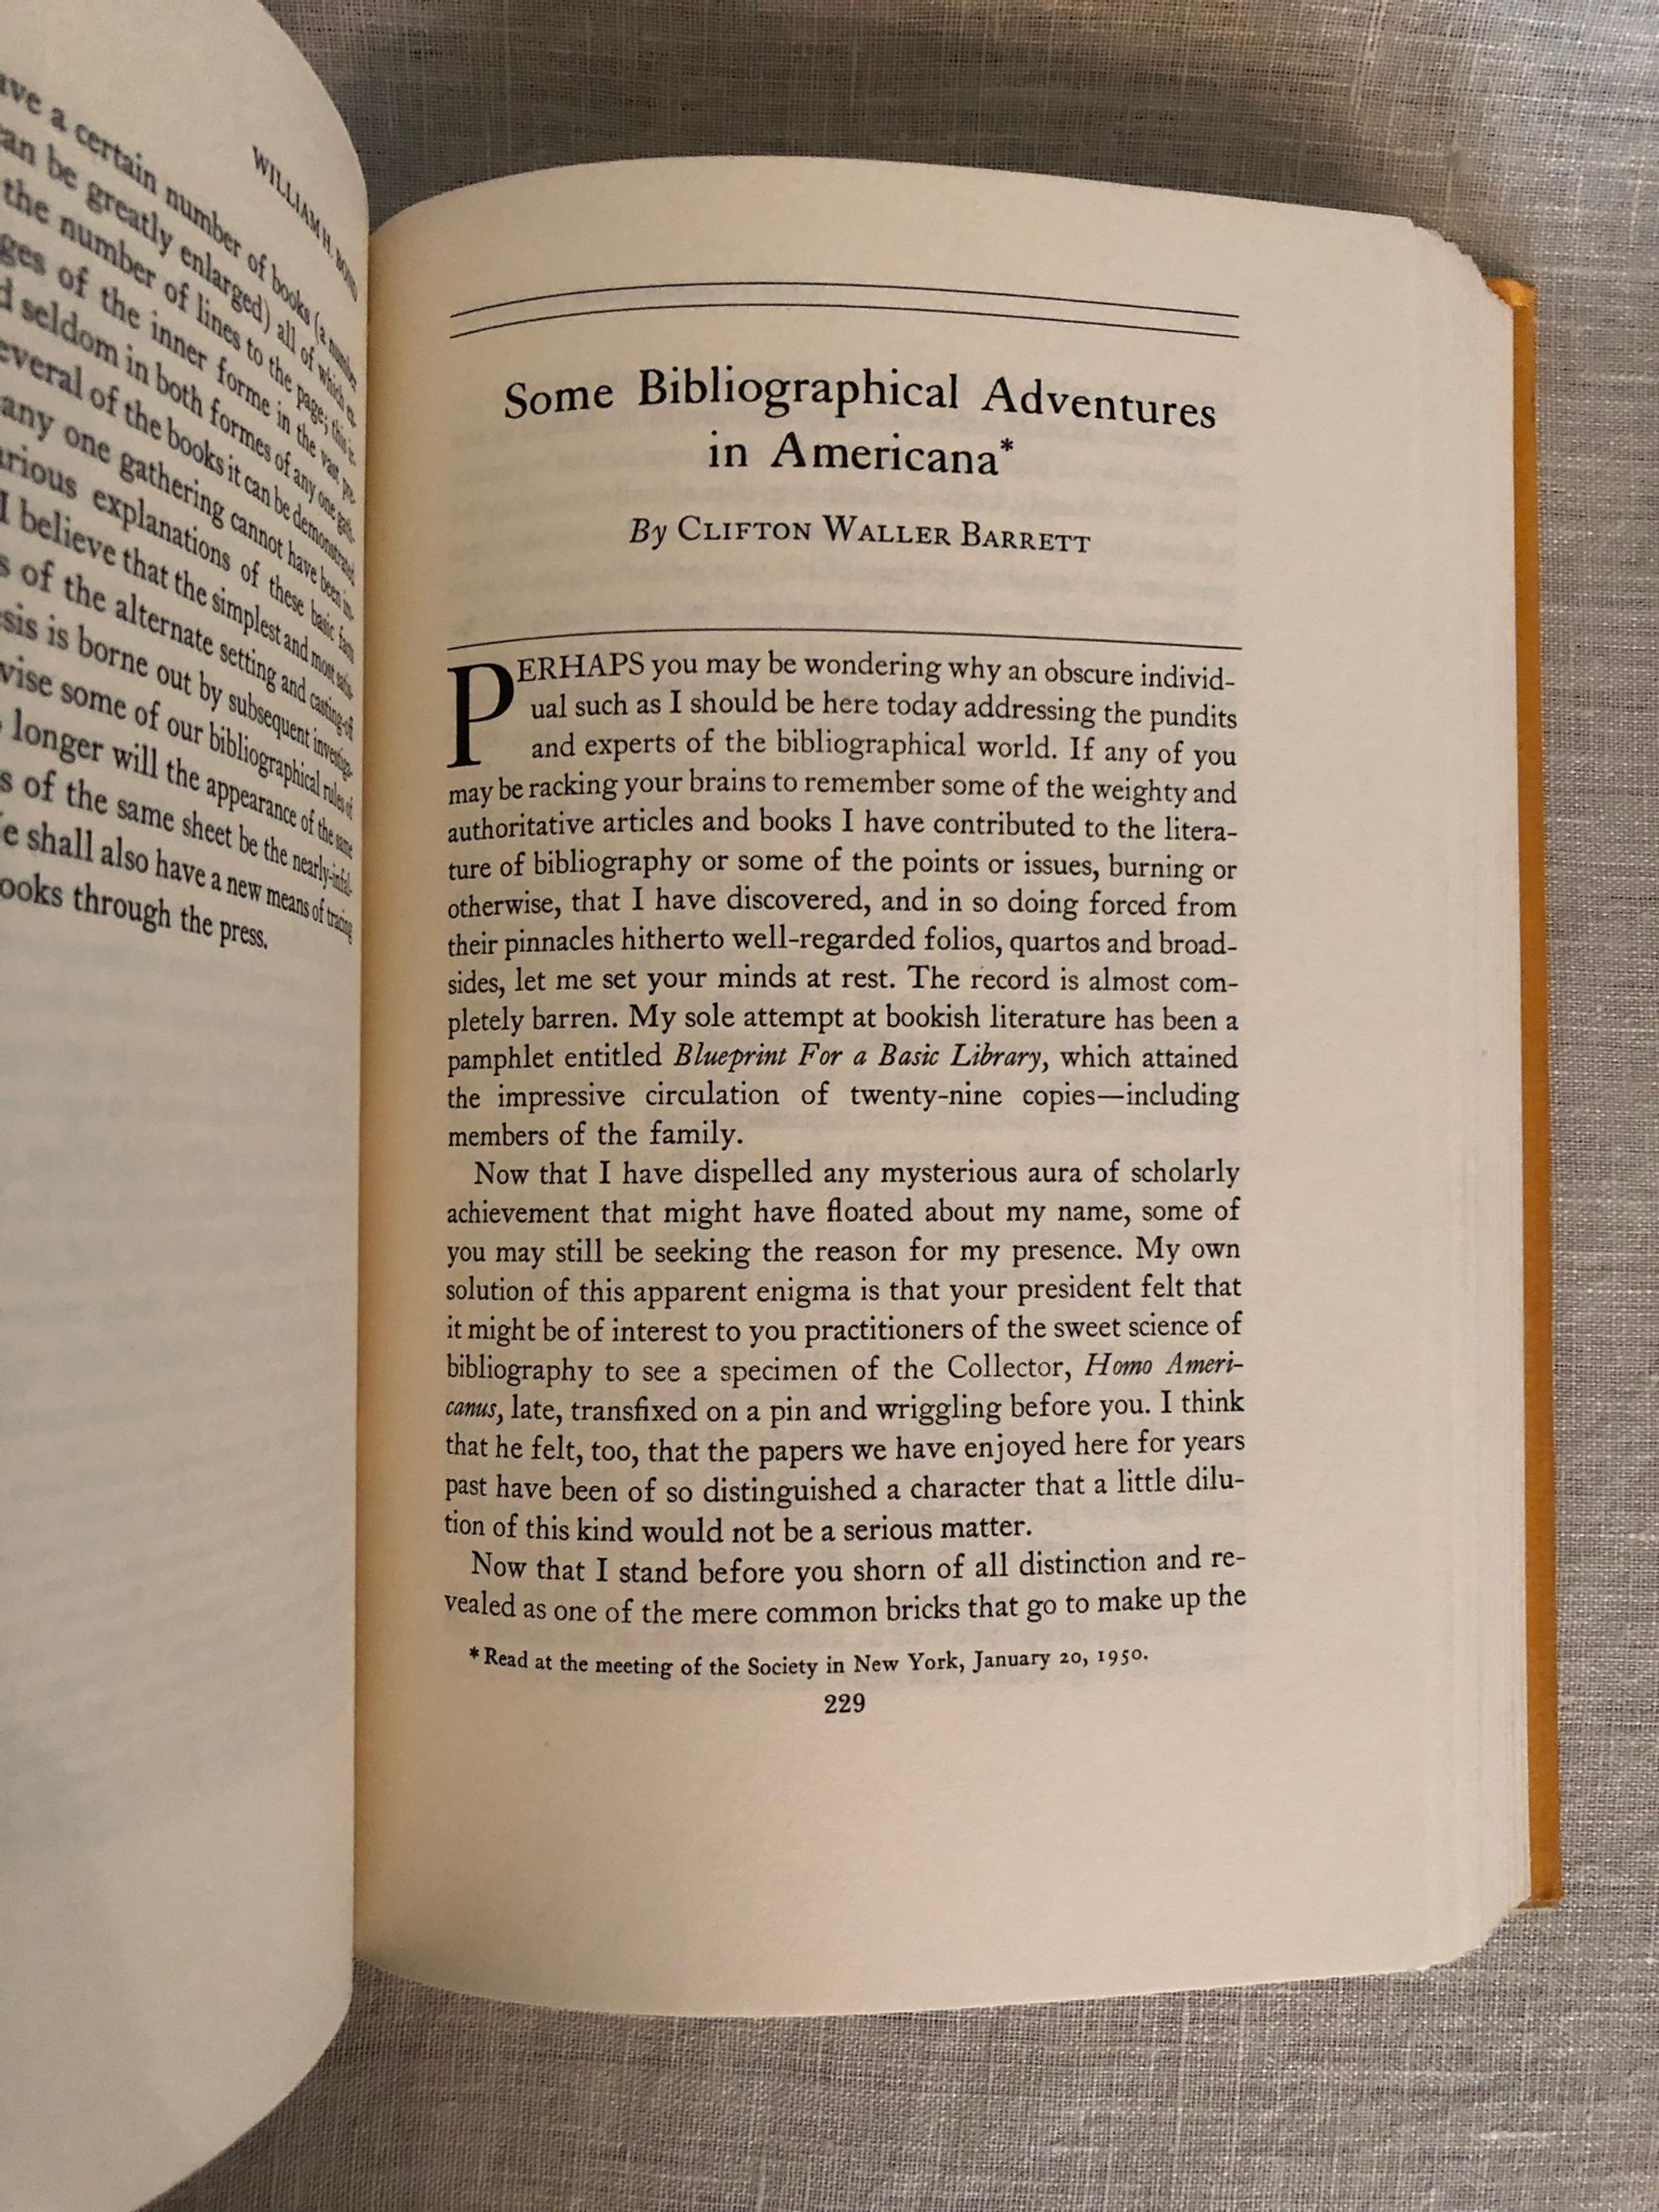 WILLIAM H. BOND
ave a certain number of books (a number
can be greatly enlarged) all of which
the number of lines to the page; this
ges of the inner forme in the vast
d seldom in both formes of any one
everal of the books it can be demonstrated
any one gathering cannot have been
rious explanations of these basic
I believe that the simplest and most
s of the alternate setting and casting-off
sis is borne out by subsequent
vise some of our bibliographical rules of
longer will the appearance of the same
s of the same sheet be the nearly-
e shall also have a new means of tracing
ooks through the press.
Some Bibliographical Adventures
in Americana*
By CLIFTON WALLER BARRETT
PERHAPS you may be wondering why an obscure individ-
ual such as I should be here today addressing the pundits
and experts of the bibliographical world. If any of you
may be racking your brains to remember some of the weighty and
authoritative articles and books I have contributed to the litera-
ture of bibliography or some of the points or issues, burning or
otherwise, that I have discovered, and in so doing forced from
their pinnacles hitherto well-regarded folios, quartos and broad-
sides, let me set your minds at rest. The record is almost com-
pletely barren. My sole attempt at bookish literature has been a
pamphlet entitled Blueprint For a Basic Library, which attained
the impressive circulation of twenty-nine copies—including
members of the family.
Now that I have dispelled any mysterious aura of scholarly
achievement that might have floated about my name, some of
you may still be seeking the reason for my presence. My own
solution of this apparent enigma is that your president felt that
it might be of interest to you practitioners of the sweet science of
bibliography to see a specimen of the Collector, Homo Ameri-
canus, late, transfixed on a pin and wriggling before you. I think
that he felt, too, that the papers we have enjoyed here for years
past have been of so distinguished a character that a little dilu-
tion of this kind would not be a serious matter.
Now that I stand before you shorn of all distinction and re-
vealed as one of the mere common bricks that go to make up the
*Read at the meeting of the Society in New York, January 20, 1950.
229